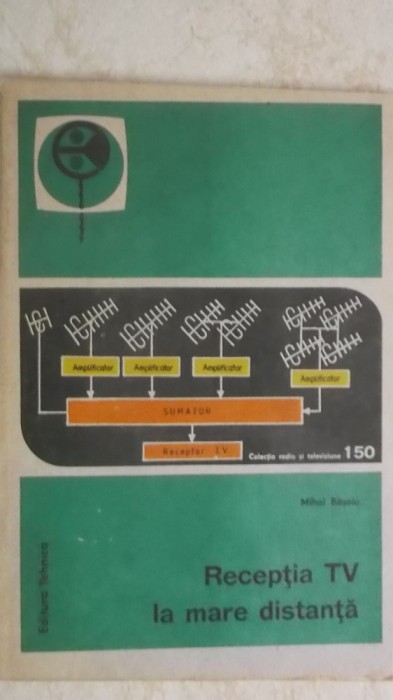 Amplificator
Amplificator
Amplificator
Amplificator
SUMATOR
Receptor TV
Colecția radio și televiziune 150
Mihai Bășoiu
Recepția TV
la mare distanță
Editura Tehnică